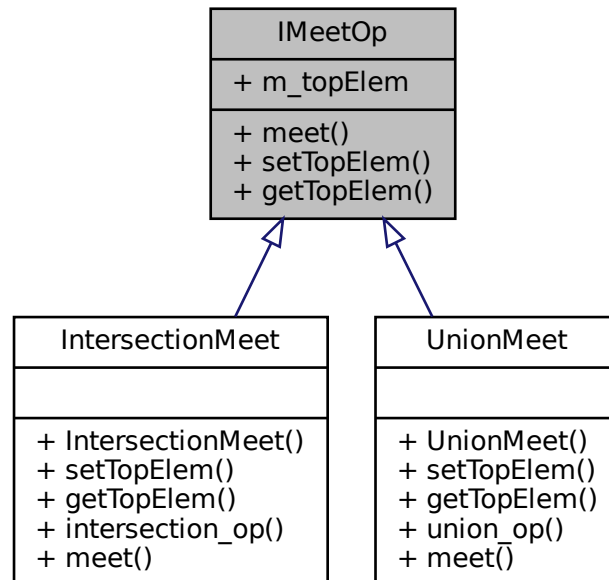 IMeetOp
+ m_topElem
+ meet()
+ setTopElem()
+ getTopElem()
IntersectionMeet
+ IntersectionMeet()
+ setTopElem()
+ getTopElem()
+ intersection_op()
+ meet()
UnionMeet
+ UnionMeet()
+ setTopElem()
+ getTopElem()
+ union_op()
+ meet()